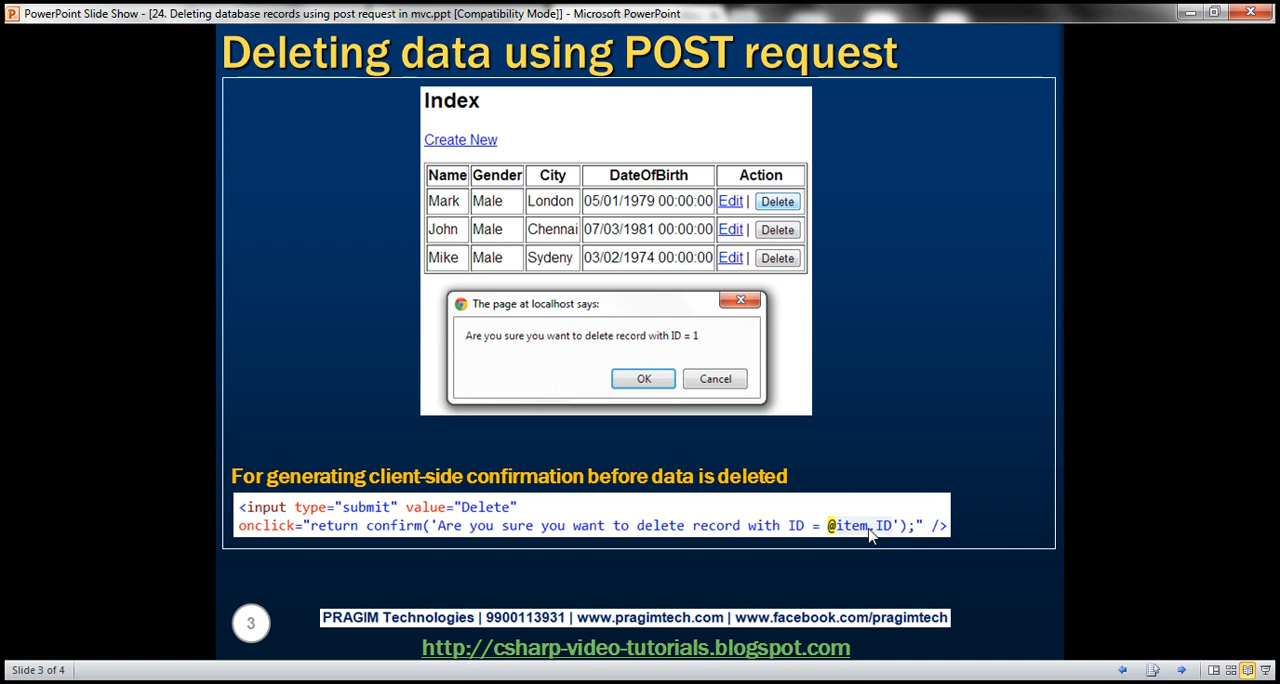 PowerPoint Slide Show - [24. Deleting database records using post request in mvc.ppt [Compatibility Mode]] - Microsoft PowerPoint
Deleting data using POST request
Index
Create New
Name Gender City DateOfBirth Action
Mark Male London 05/01/1979 00:00:00 Edit | Delete
John Male Chennai 07/03/1981 00:00:00 Edit | Delete
Mike Male Sydeny 03/02/1974 00:00:00 Edit | Delete
The page at localhost says:
Are you sure you want to delete record with ID = 1
OK Cancel
For generating client-side confirmation before data is deleted
<input type="submit" value="Delete"
onclick="return confirm('Are you sure you want to delete record with ID = @item.ID');" />
3
PRAGIM Technologies | 9900113931 | www.pragimtech.com | www.facebook.com/pragimtech
http://csharp-video-tutorials.blogspot.com
Slide 3 of 4